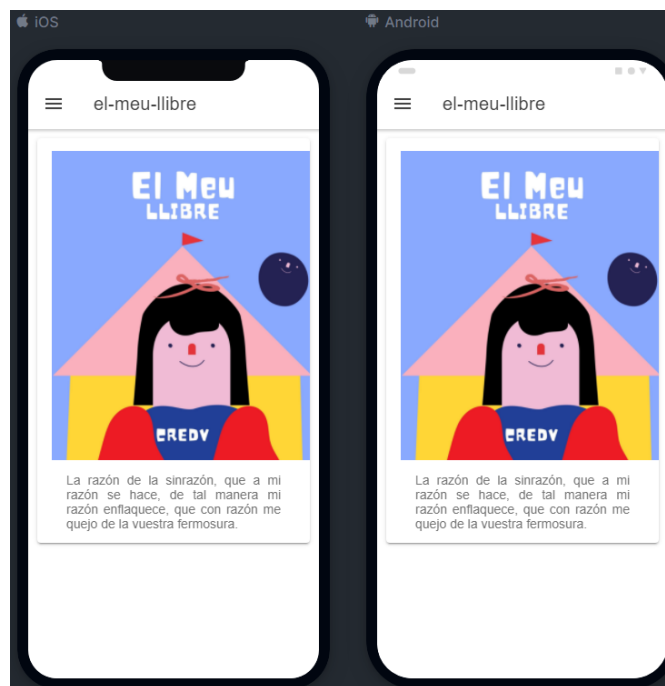 iOS
Android
el-meu-llibre
el-meu-llibre
El Meu
LLIBRE
CREDV
La razón de la sinrazón, que a mi
razón se hace, de tal manera mi
razón enflaquece, que con razón me
quejo de la vuestra fermosura.
El Meu
LLIBRE
CREDV
La razón de la sinrazón, que a mi
razón se hace, de tal manera mi
razón enflaquece, que con razón me
quejo de la vuestra fermosura.